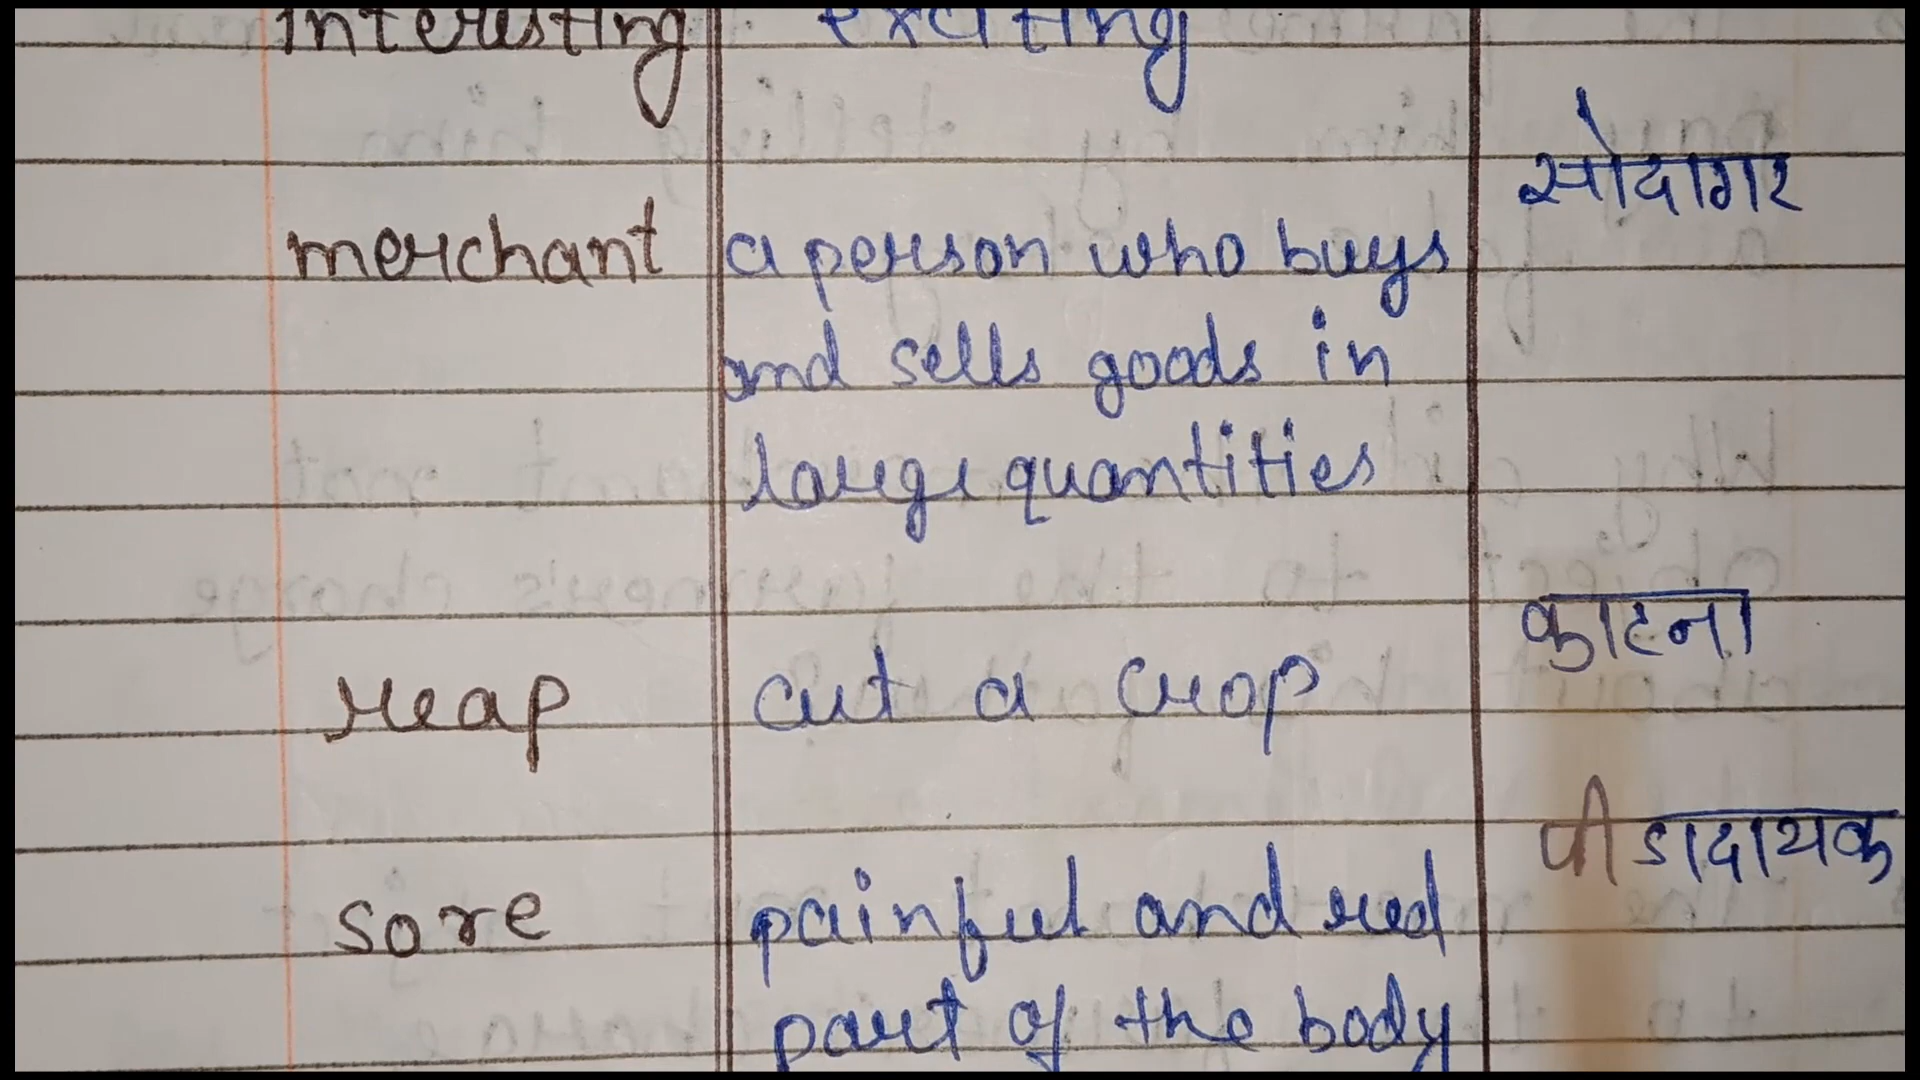 interesting exciting
सोदागर
merchant a person who buys
and sells goods in
large quantities
काटना
reap cut a crop
पीडादायक
sore painful and red
part of the body